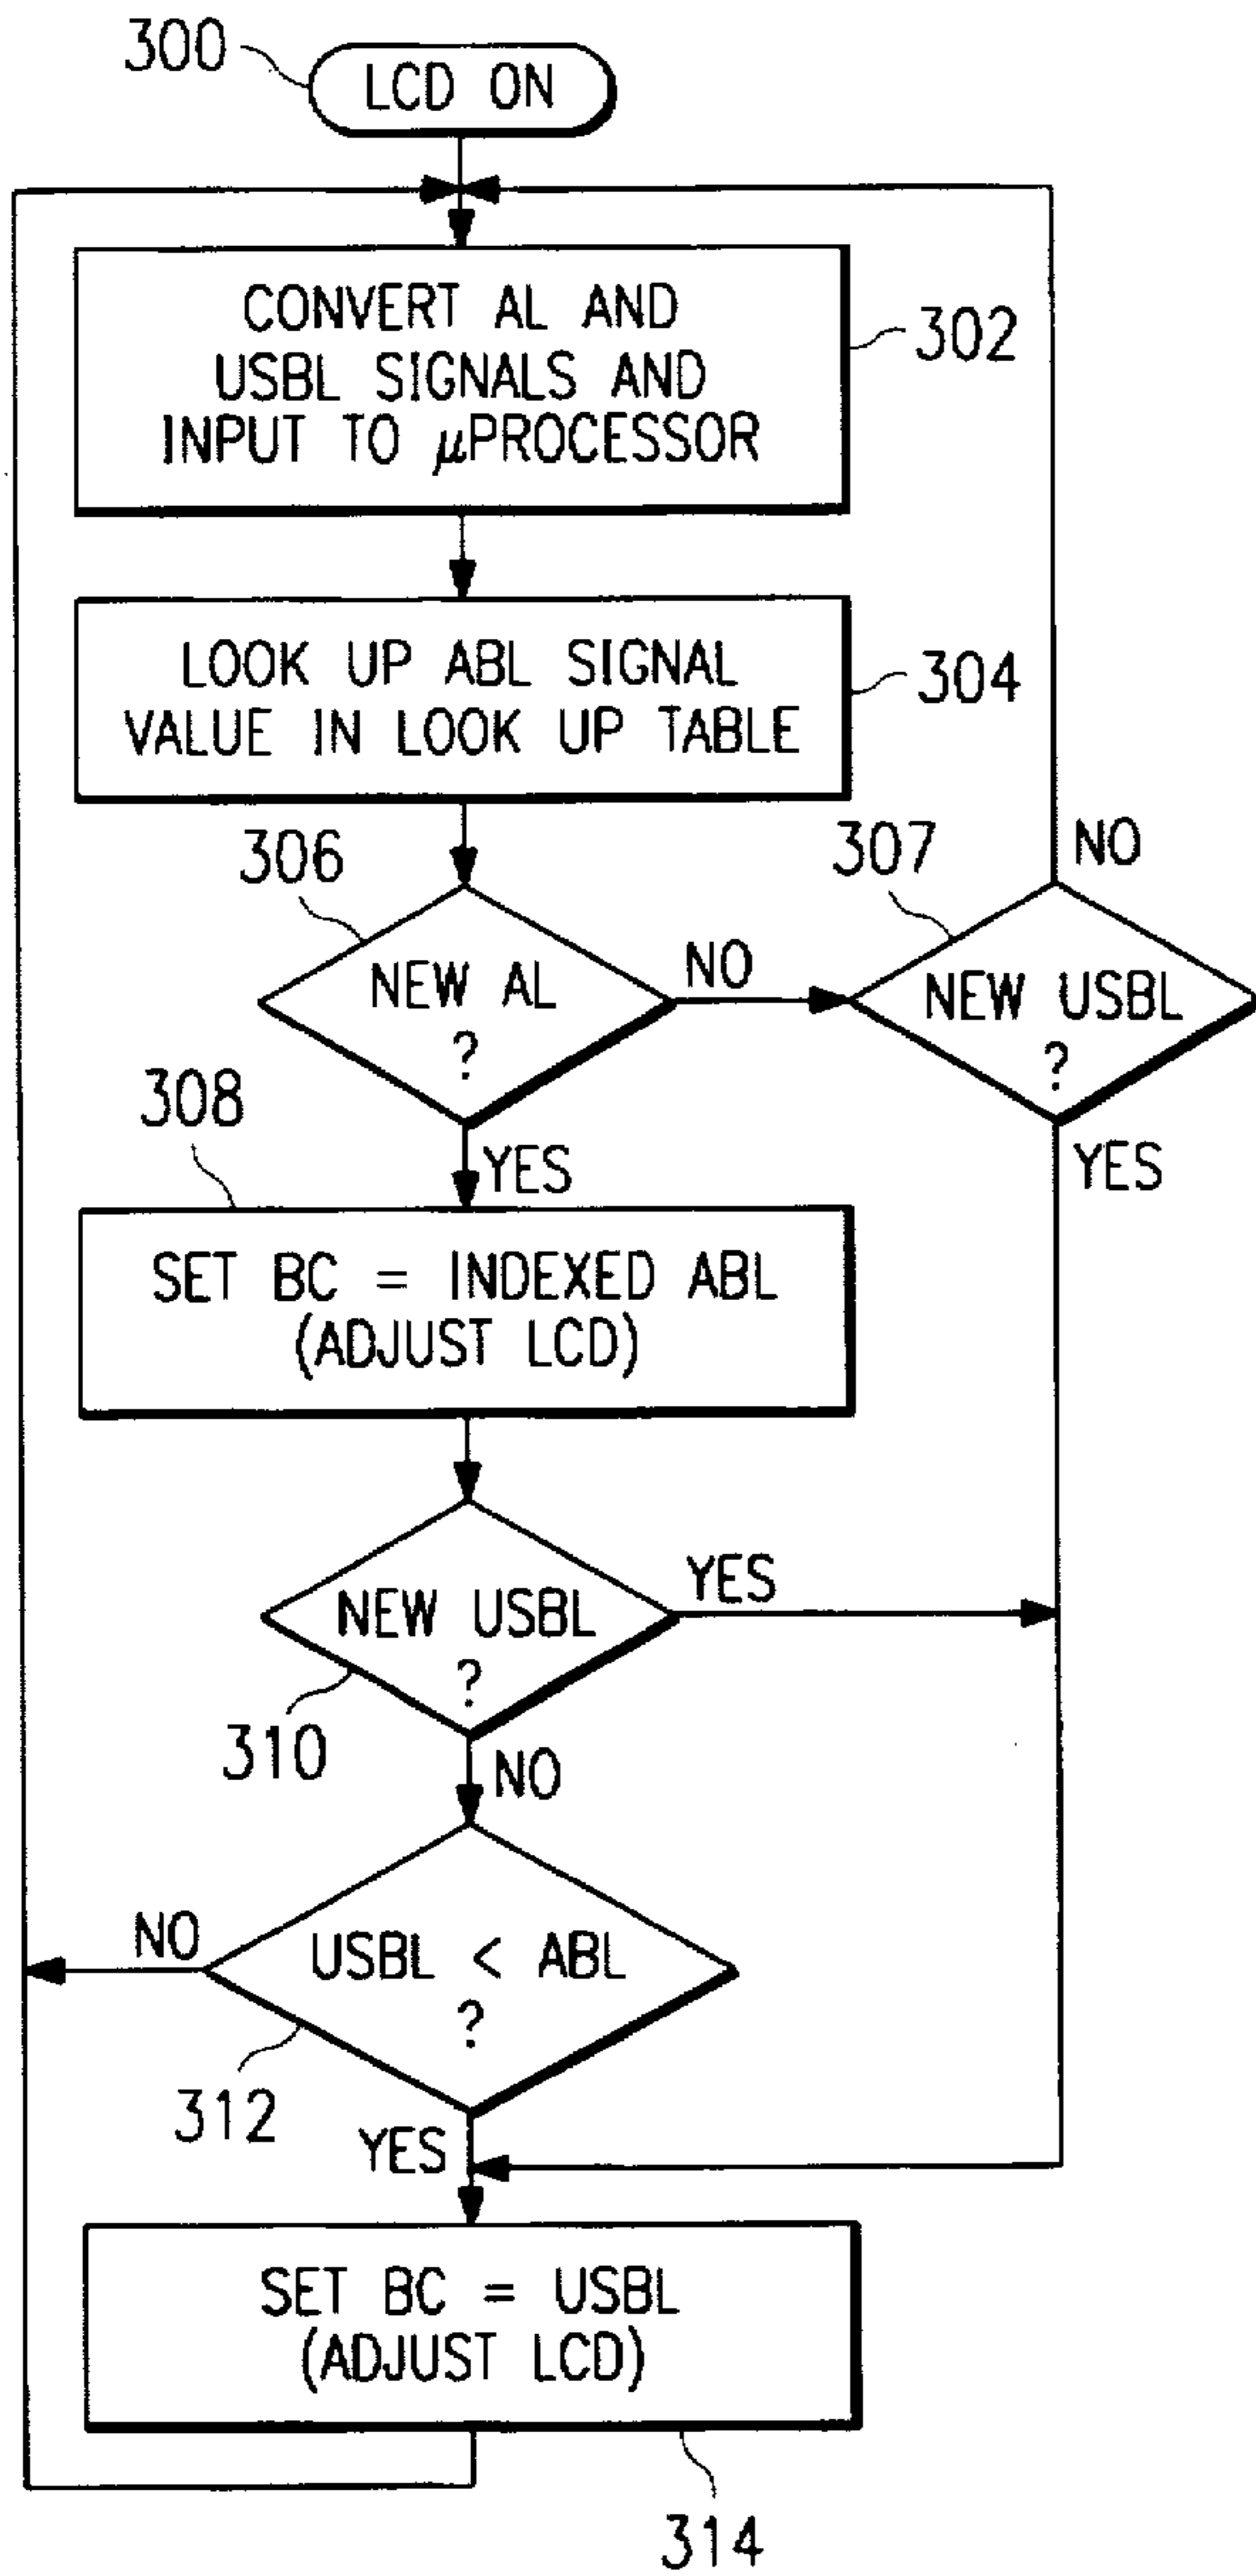 300
LCD ON
CONVERT AL AND
USBL SIGNALS AND
INPUT TO μPROCESSOR
302
LOOK UP ABL SIGNAL
VALUE IN LOOK UP TABLE
304
306
NEW AL
?
NO
307
NEW USBL
?
NO
YES
308
YES
SET BC = INDEXED ABL
(ADJUST LCD)
NEW USBL
?
YES
310
NO
USBL < ABL
?
NO
312
YES
SET BC = USBL
(ADJUST LCD)
314